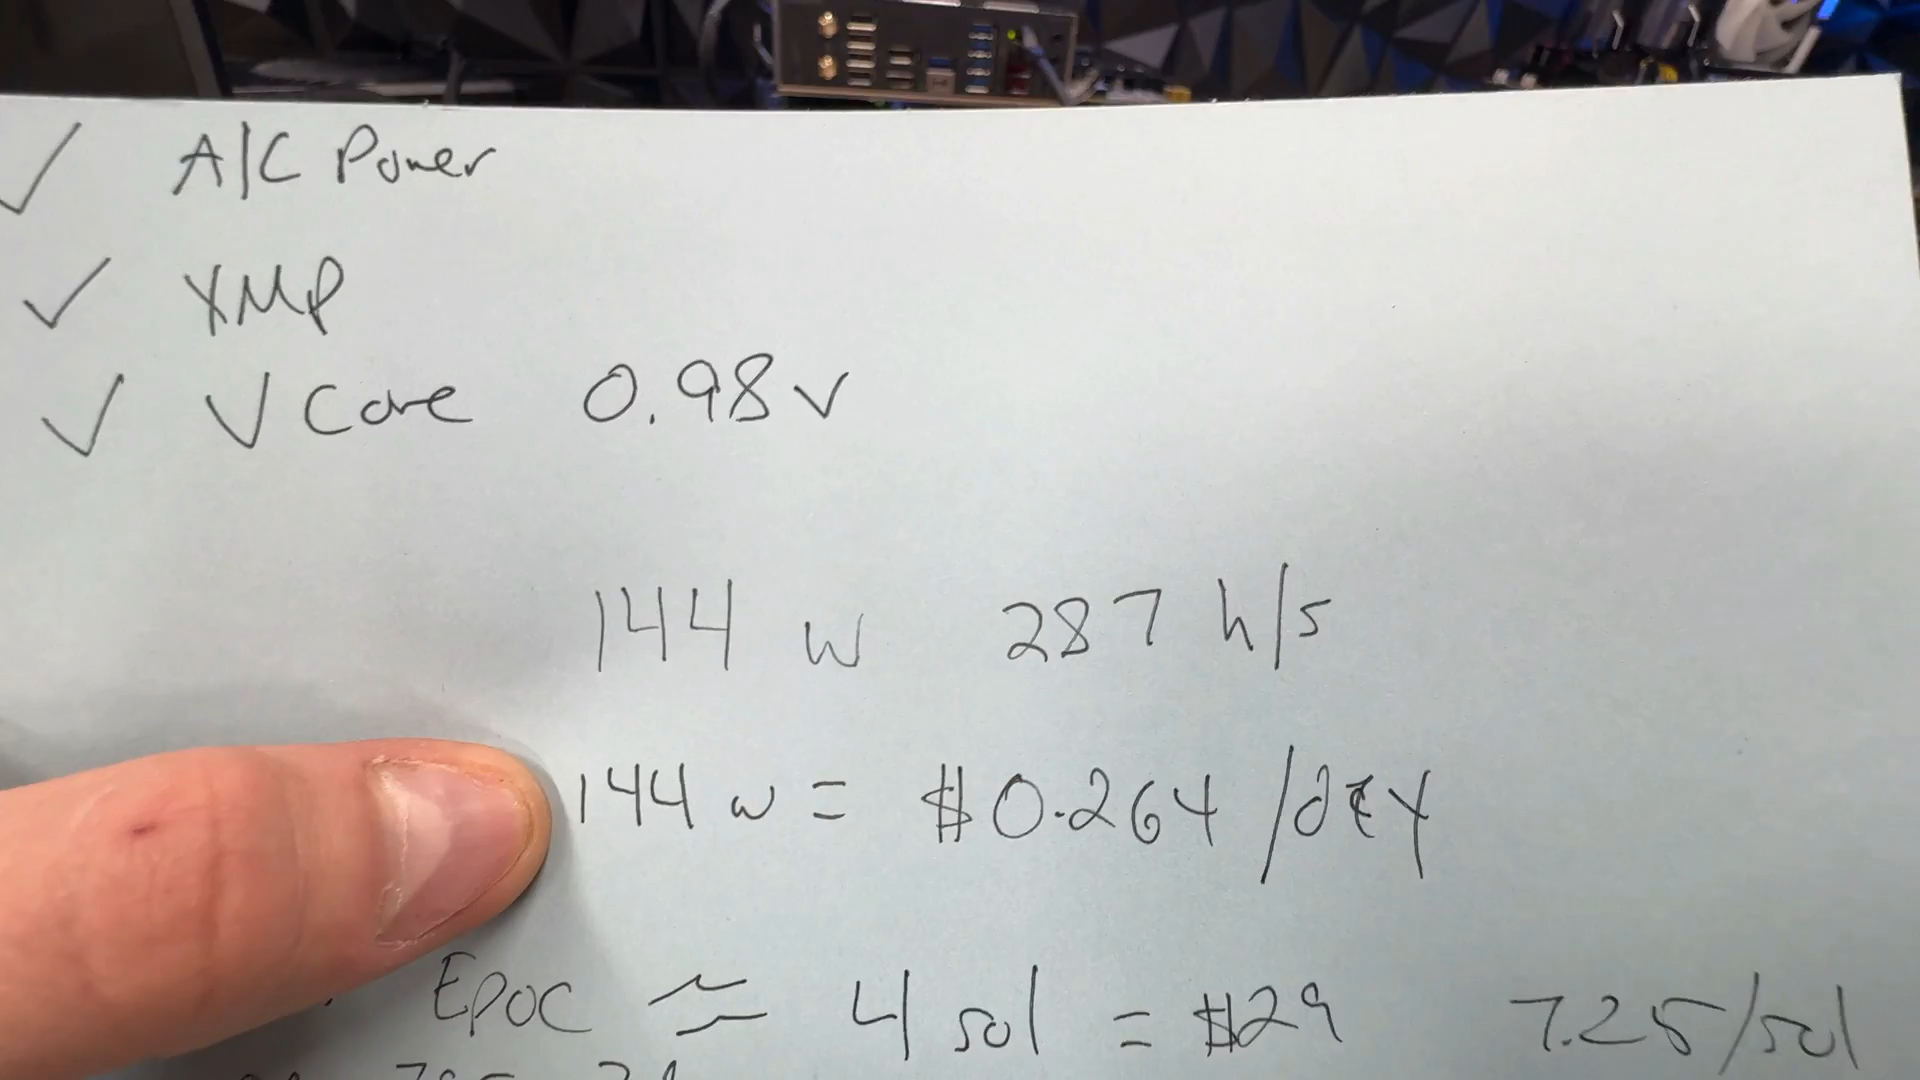 ✓ A/C Power
✓ XMP
✓ VCore 0.98v
144 w 287 h/s
144 w = $0.264 /day
EPOC ≈ 4 sol = $29 7.25/sol